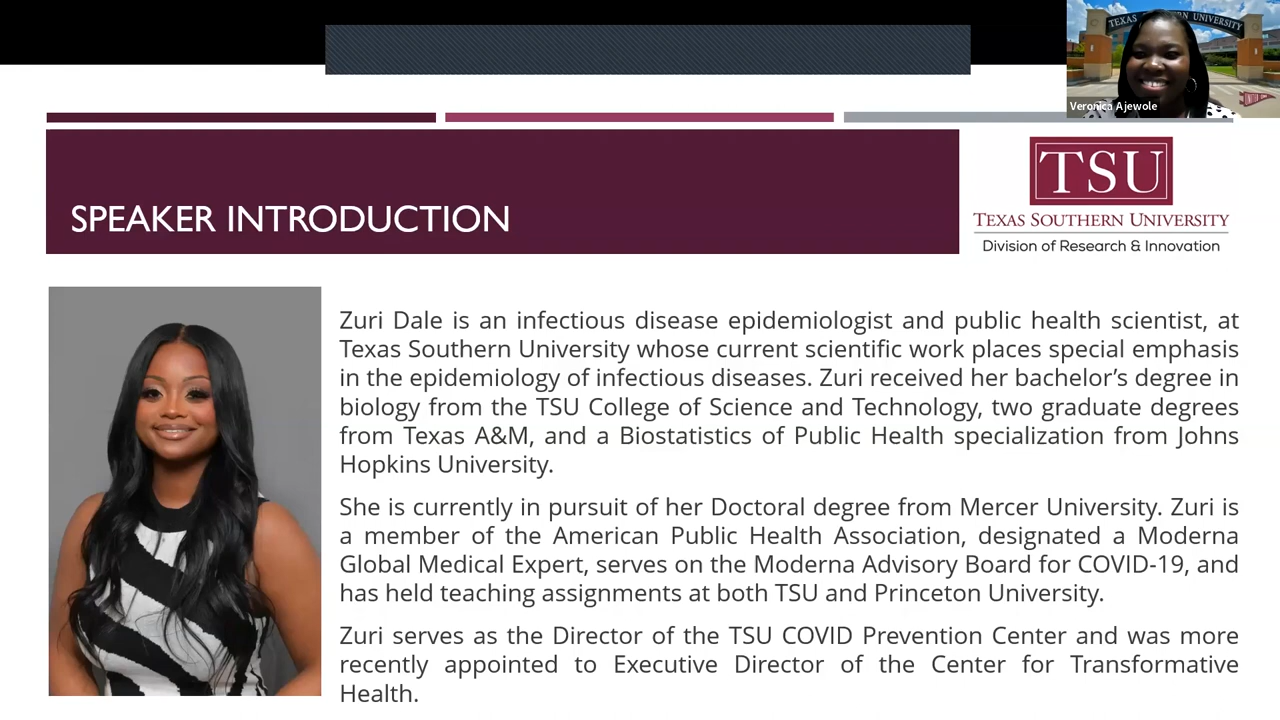 TEXAS SOUTHERN UNIVERSITY
Veronica Ajewole
SPEAKER INTRODUCTION
TSU
TEXAS SOUTHERN UNIVERSITY
Division of Research & Innovation
Zuri Dale is an infectious disease epidemiologist and public health scientist, at
Texas Southern University whose current scientific work places special emphasis
in the epidemiology of infectious diseases. Zuri received her bachelor’s degree in
biology from the TSU College of Science and Technology, two graduate degrees
from Texas A&M, and a Biostatistics of Public Health specialization from Johns
Hopkins University.
She is currently in pursuit of her Doctoral degree from Mercer University. Zuri is
a member of the American Public Health Association, designated a Moderna
Global Medical Expert, serves on the Moderna Advisory Board for COVID-19, and
has held teaching assignments at both TSU and Princeton University.
Zuri serves as the Director of the TSU COVID Prevention Center and was more
recently appointed to Executive Director of the Center for Transformative
Health.